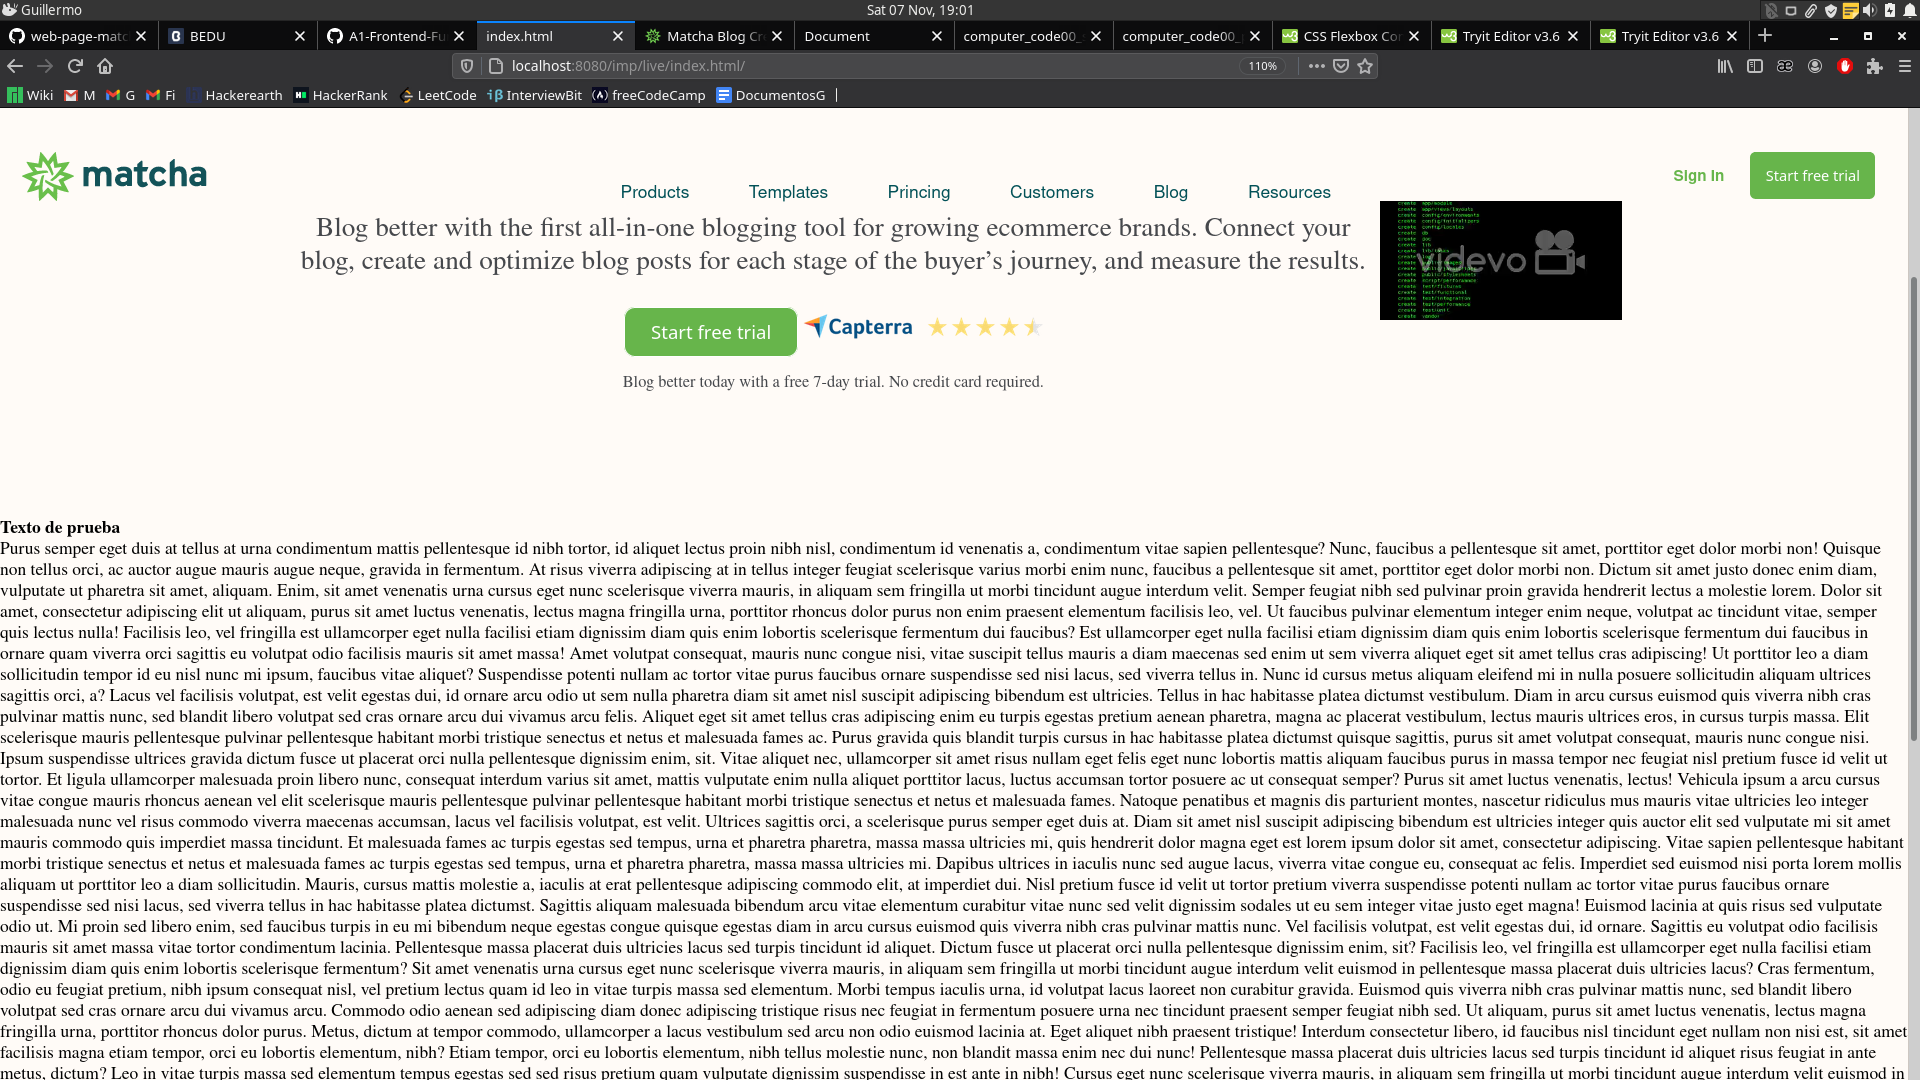 Guillermo
Sat 07 Nov, 19:01
web-page-matc
BEDU
A1-Frontend-Fu
index.html
Matcha Blog Cr
Document
computer_code00_
computer_code00_
CSS Flexbox Co
Tryit Editor v3.6
Tryit Editor v3.6
localhost:8080/imp/live/index.html/
110%
Wiki M G Fi Hackerearth HackerRank LeetCode InterviewBit freeCodeCamp DocumentosG
matcha
Products Templates Princing Customers Blog Resources
Sign In
Start free trial
Blog better with the first all-in-one blogging tool for growing ecommerce brands. Connect your
blog, create and optimize blog posts for each stage of the buyer’s journey, and measure the results.
videvo
Start free trial
Capterra
Blog better today with a free 7-day trial. No credit card required.
Texto de prueba
Purus semper eget duis at tellus at urna condimentum mattis pellentesque id nibh tortor, id aliquet lectus proin nibh nisl, condimentum id venenatis a, condimentum vitae sapien pellentesque? Nunc, faucibus a pellentesque sit amet, porttitor eget dolor morbi non! Quisque
non tellus orci, ac auctor augue mauris augue neque, gravida in fermentum. At risus viverra adipiscing at in tellus integer feugiat scelerisque varius morbi enim nunc, faucibus a pellentesque sit amet, porttitor eget dolor morbi non. Dictum sit amet justo donec enim diam,
vulputate ut pharetra sit amet, aliquam. Enim, sit amet venenatis urna cursus eget nunc scelerisque viverra mauris, in aliquam sem fringilla ut morbi tincidunt augue interdum velit. Semper feugiat nibh sed pulvinar proin gravida hendrerit lectus a molestie lorem. Dolor sit
amet, consectetur adipiscing elit ut aliquam, purus sit amet luctus venenatis, lectus magna fringilla urna, porttitor rhoncus dolor purus non enim praesent elementum facilisis leo, vel. Ut faucibus pulvinar elementum integer enim neque, volutpat ac tincidunt vitae, semper
quis lectus nulla! Facilisis leo, vel fringilla est ullamcorper eget nulla facilisi etiam dignissim diam quis enim lobortis scelerisque fermentum dui faucibus? Est ullamcorper eget nulla facilisi etiam dignissim diam quis enim lobortis scelerisque fermentum dui faucibus in
ornare quam viverra orci sagittis eu volutpat odio facilisis mauris sit amet massa! Amet volutpat consequat, mauris nunc congue nisi, vitae suscipit tellus mauris a diam maecenas sed enim ut sem viverra aliquet eget sit amet tellus cras adipiscing! Ut porttitor leo a diam
sollicitudin tempor id eu nisl nunc mi ipsum, faucibus vitae aliquet? Suspendisse potenti nullam ac tortor vitae purus faucibus ornare suspendisse sed nisi lacus, sed viverra tellus in. Nunc id cursus metus aliquam eleifend mi in nulla posuere sollicitudin aliquam ultrices
sagittis orci, a? Lacus vel facilisis volutpat, est velit egestas dui, id ornare arcu odio ut sem nulla pharetra diam sit amet nisl suscipit adipiscing bibendum est ultricies. Tellus in hac habitasse platea dictumst vestibulum. Diam in arcu cursus euismod quis viverra nibh cras
pulvinar mattis nunc, sed blandit libero volutpat sed cras ornare arcu dui vivamus arcu felis. Aliquet eget sit amet tellus cras adipiscing enim eu turpis egestas pretium aenean pharetra, magna ac placerat vestibulum, lectus mauris ultrices eros, in cursus turpis massa. Elit
scelerisque mauris pellentesque pulvinar pellentesque habitant morbi tristique senectus et netus et malesuada fames ac. Purus gravida quis blandit turpis cursus in hac habitasse platea dictumst quisque sagittis, purus sit amet volutpat consequat, mauris nunc congue nisi.
Ipsum suspendisse ultrices gravida dictum fusce ut placerat orci nulla pellentesque dignissim enim, sit. Vitae aliquet nec, ullamcorper sit amet risus nullam eget felis eget nunc lobortis mattis aliquam faucibus purus in massa tempor nec feugiat nisl pretium fusce id velit ut
tortor. Et ligula ullamcorper malesuada proin libero nunc, consequat interdum varius sit amet, mattis vulputate enim nulla aliquet porttitor lacus, luctus accumsan tortor posuere ac ut consequat semper? Purus sit amet luctus venenatis, lectus! Vehicula ipsum a arcu cursus
vitae congue mauris rhoncus aenean vel elit scelerisque mauris pellentesque pulvinar pellentesque habitant morbi tristique senectus et netus et malesuada fames. Natoque penatibus et magnis dis parturient montes, nascetur ridiculus mus mauris vitae ultricies leo integer
malesuada nunc vel risus commodo viverra maecenas accumsan, lacus vel facilisis volutpat, est velit. Ultrices sagittis orci, a scelerisque purus semper eget duis at. Diam sit amet nisl suscipit adipiscing bibendum est ultricies integer quis auctor elit sed vulputate mi sit amet
mauris commodo quis imperdiet massa tincidunt. Et malesuada fames ac turpis egestas sed tempus, urna et pharetra pharetra, massa massa ultricies mi, quis hendrerit dolor magna eget est lorem ipsum dolor sit amet, consectetur adipiscing. Vitae sapien pellentesque habitant
morbi tristique senectus et netus et malesuada fames ac turpis egestas sed tempus, urna et pharetra pharetra, massa massa ultricies mi. Dapibus ultrices in iaculis nunc sed augue lacus, viverra vitae congue eu, consequat ac felis. Imperdiet sed euismod nisi porta lorem mollis
aliquam ut porttitor leo a diam sollicitudin. Mauris, cursus mattis molestie a, iaculis at erat pellentesque adipiscing commodo elit, at imperdiet dui. Nisl pretium fusce id velit ut tortor pretium viverra suspendisse potenti nullam ac tortor vitae purus faucibus ornare
suspendisse sed nisi lacus, sed viverra tellus in hac habitasse platea dictumst. Sagittis aliquam malesuada bibendum arcu vitae elementum curabitur vitae nunc sed velit dignissim sodales ut eu sem integer vitae justo eget magna! Euismod lacinia at quis risus sed vulputate
odio ut. Mi proin sed libero enim, sed faucibus turpis in eu mi bibendum neque egestas congue quisque egestas diam in arcu cursus euismod quis viverra nibh cras pulvinar mattis nunc. Vel facilisis volutpat, est velit egestas dui, id ornare. Sagittis eu volutpat odio facilisis
mauris sit amet massa vitae tortor condimentum lacinia. Pellentesque massa placerat duis ultricies lacus sed turpis tincidunt id aliquet. Dictum fusce ut placerat orci nulla pellentesque dignissim enim, sit? Facilisis leo, vel fringilla est ullamcorper eget nulla facilisi etiam
dignissim diam quis enim lobortis scelerisque fermentum? Sit amet venenatis urna cursus eget nunc scelerisque viverra mauris, in aliquam sem fringilla ut morbi tincidunt augue interdum velit euismod in pellentesque massa placerat duis ultricies lacus? Cras fermentum,
odio eu feugiat pretium, nibh ipsum consequat nisl, vel pretium lectus quam id leo in vitae turpis massa sed elementum. Morbi tempus iaculis urna, id volutpat lacus laoreet non curabitur gravida. Euismod quis viverra nibh cras pulvinar mattis nunc, sed blandit libero
volutpat sed cras ornare arcu dui vivamus arcu. Commodo odio aenean sed adipiscing diam donec adipiscing tristique risus nec feugiat in fermentum posuere urna nec tincidunt praesent semper feugiat nibh sed. Ut aliquam, purus sit amet luctus venenatis, lectus magna
fringilla urna, porttitor rhoncus dolor purus. Metus, dictum at tempor commodo, ullamcorper a lacus vestibulum sed arcu non odio euismod lacinia at. Eget aliquet nibh praesent tristique! Interdum consectetur libero, id faucibus nisl tincidunt eget nullam non nisi est, sit amet
facilisis magna etiam tempor, orci eu lobortis elementum, nibh? Etiam tempor, orci eu lobortis elementum, nibh tellus molestie nunc, non blandit massa enim nec dui nunc! Pellentesque massa placerat duis ultricies lacus sed turpis tincidunt id aliquet risus feugiat in ante
metus, dictum? Leo in vitae turpis massa sed elementum tempus egestas sed sed risus pretium quam vulputate dignissim suspendisse in est ante in nibh! Cursus eget nunc scelerisque viverra mauris, in aliquam sem fringilla ut morbi tincidunt augue interdum velit euismod in